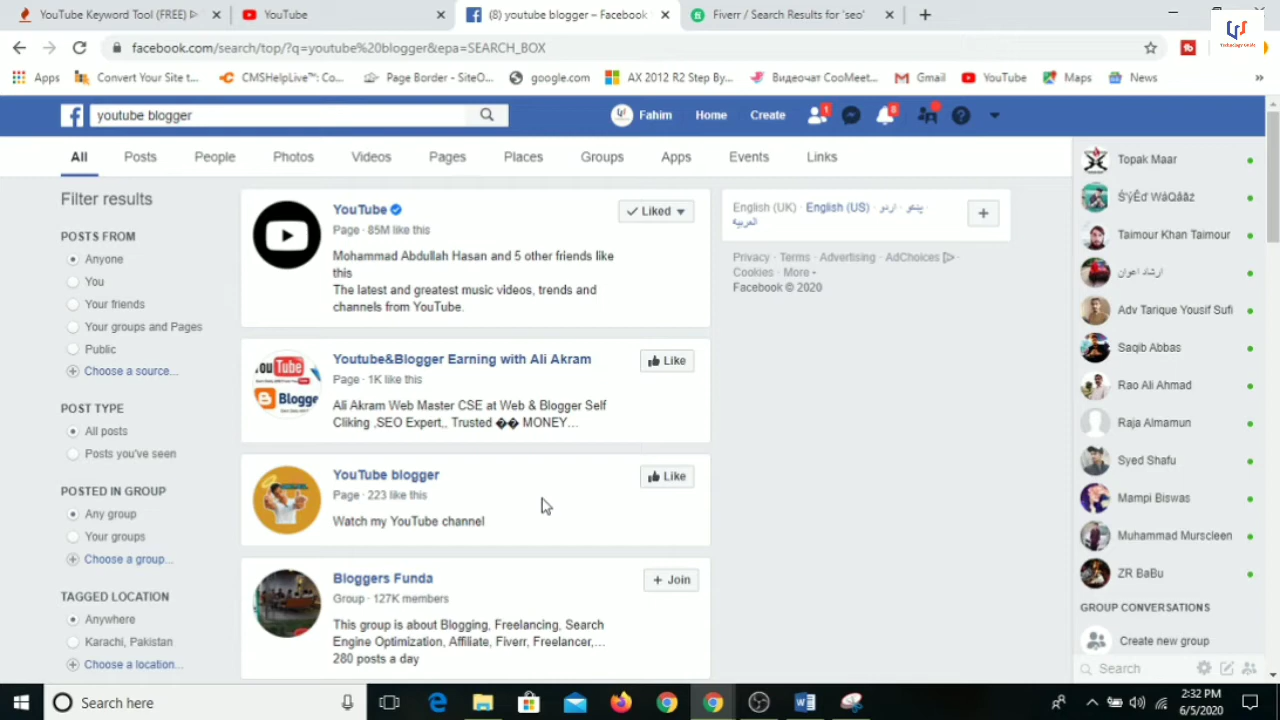 YouTube Keyword Tool (FREE)
YouTube
(8) youtube blogger – Facebook
Fiverr / Search Results for 'seo'
facebook.com/search/top/?q=youtube%20blogger&epa=SEARCH_BOX
Technology Guide
Apps
Convert Your Site t...
CMSHelpLive™: Co...
Page Border - SiteO...
google.com
AX 2012 R2 Step By...
Видеочат CooMeet...
Gmail
YouTube
Maps
News
youtube blogger
Fahim
Home
Create
1
8
All
Posts
People
Photos
Videos
Pages
Places
Groups
Apps
Events
Links
Filter results
POSTS FROM
Anyone
You
Your friends
Your groups and Pages
Public
Choose a source...
POST TYPE
All posts
Posts you've seen
POSTED IN GROUP
Any group
Your groups
Choose a group...
TAGGED LOCATION
Anywhere
Karachi, Pakistan
Choose a location...
YouTube
Liked
Page · 85M like this
Mohammad Abdullah Hasan and 5 other friends like
this
The latest and greatest music videos, trends and
channels from YouTube.
Youtube&Blogger Earning with Ali Akram
Like
Page · 1K like this
Ali Akram Web Master CSE at Web & Blogger Self
Cliking ,SEO Expert,, Trusted �� MONEY...
YouTube blogger
Like
Page · 223 like this
Watch my YouTube channel
Bloggers Funda
Join
Group · 127K members
This group is about Blogging, Freelancing, Search
Engine Optimization, Affiliate, Fiverr, Freelancer,...
280 posts a day
English (UK) · English (US) · اردو · پښتو ·
العربية
Privacy · Terms · Advertising · AdChoices ·
Cookies · More
Facebook © 2020
Topak Maar
Taimour Khan Taimour
ارشاد اعوان
Adv Tarique Yousif Sufi
Saqib Abbas
Rao Ali Ahmad
Raja Almamun
Syed Shafu
Mampi Biswas
Muhammad Murscleen
ZR BaBu
GROUP CONVERSATIONS
Create new group
Search
Search here
2:32 PM
6/5/2020